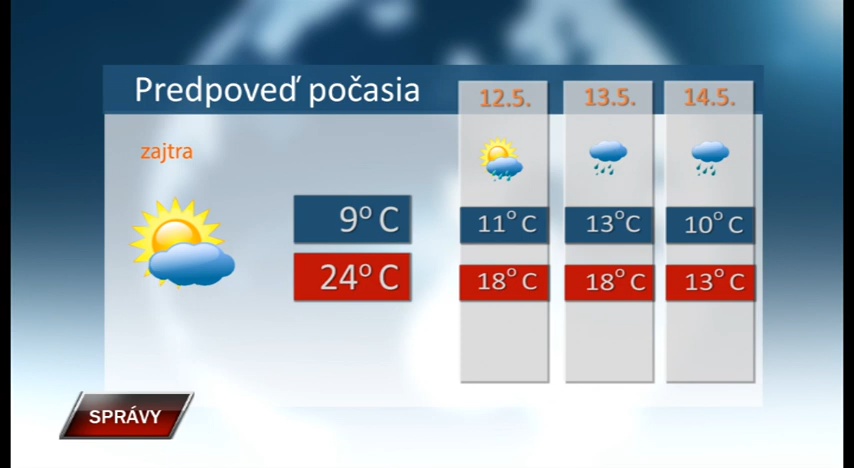 Predpoveď počasia
zajtra
9° C
24° C
12.5.
11° C
18° C
13.5.
13°C
18° C
14.5.
10° C
13° C
SPRÁVY